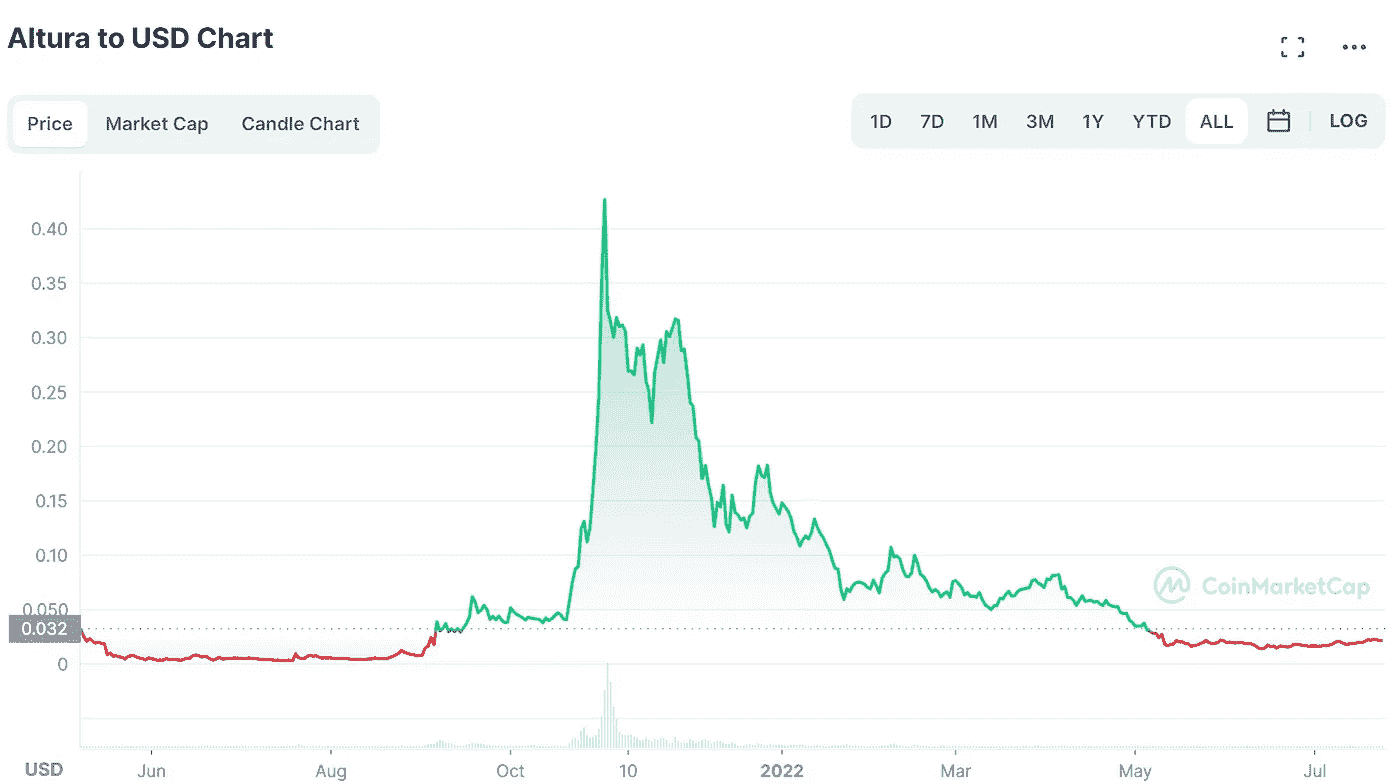 Altura to USD Chart
Price Market Cap Candle Chart
1D 7D 1M 3M 1Y YTD ALL LOG
0.40
0.35
0.30
0.25
0.20
0.15
0.10
0.050
0.032
0
CoinMarketCap
USD Jun Aug Oct 10 2022 Mar May Jul